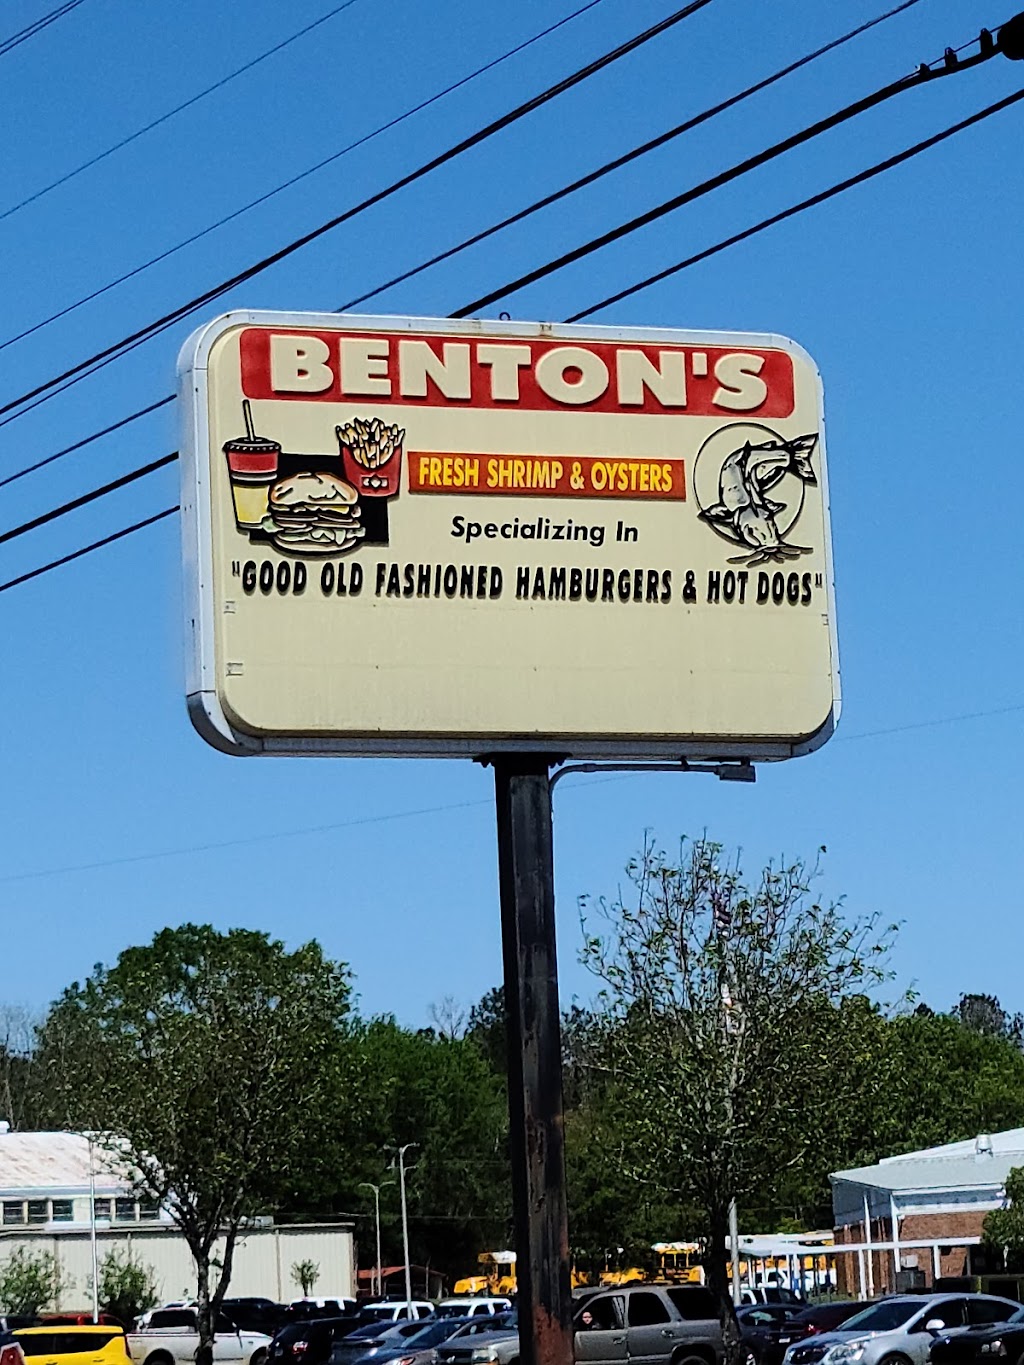 BENTON'S
FRESH SHRIMP & OYSTERS
Specializing In
"GOOD OLD FASHIONED HAMBURGERS & HOT DOGS"